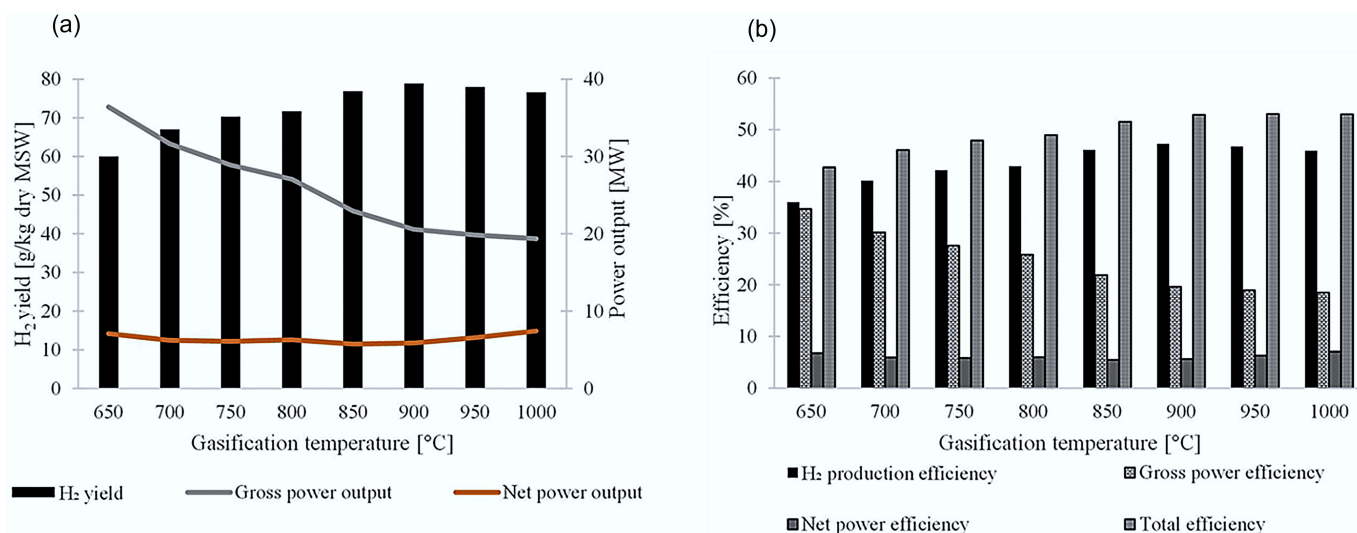 (a)
80
70
60
50
40
30
20
10
0
H₂ yield [g/kg dry MSW]
40
30
20
10
0
Power output [MW]
650 700 750 800 850 900 950 1000
Gasification temperature [°C]
H₂ yield Gross power output Net power output
(b)
60
50
40
30
20
10
0
Efficiency [%]
650 700 750 800 850 900 950 1000
Gasification temperature [°C]
H₂ production efficiency Gross power efficiency
Net power efficiency Total efficiency